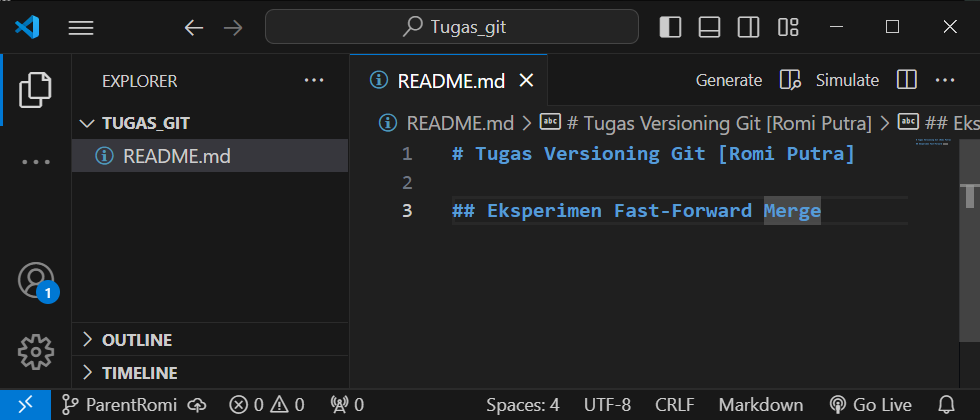 Tugas_git
EXPLORER
TUGAS_GIT
README.md
OUTLINE
TIMELINE
README.md
Generate
Simulate
README.md > # Tugas Versioning Git [Romi Putra] > ## Eks
1 # Tugas Versioning Git [Romi Putra]
2
3 ## Eksperimen Fast-Forward Merge
1
ParentRomi 0 0 0 Spaces: 4 UTF-8 CRLF Markdown Go Live